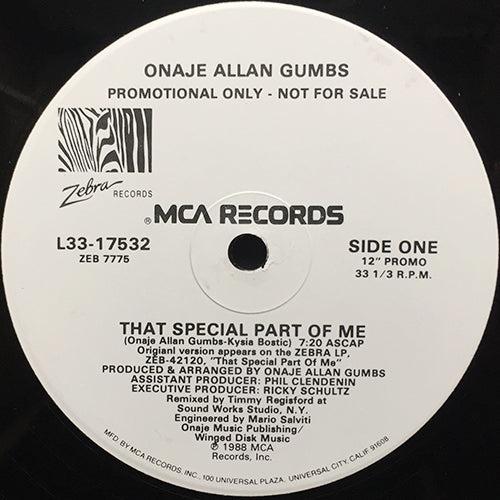 ONAJE ALLAN GUMBS
PROMOTIONAL ONLY - NOT FOR SALE
Zebra RECORDS
® MCA RECORDS
L33-17532
ZEB 7775
SIDE ONE
12" PROMO
33 1/3 R.P.M.
THAT SPECIAL PART OF ME
(Onaje Allan Gumbs-Kysia Bostic) 7:20 ASCAP
Origianl version appears on the ZEBRA LP,
ZEB-42120, "That Special Part Of Me"
PRODUCED & ARRANGED BY ONAJE ALLAN GUMBS
ASSISTANT PRODUCER: PHIL CLENDENIN
EXECUTIVE PRODUCER: RICKY SCHULTZ
Remixed by Timmy Regisford at
Sound Works Studio, N.Y.
Engineered by Mario Salviti
Onaje Music Publishing/
Winged Disk Music
℗ 1988 MCA
Records, Inc.
MFD. BY MCA RECORDS, INC., 100 UNIVERSAL PLAZA, UNIVERSAL CITY, CALIF 91608